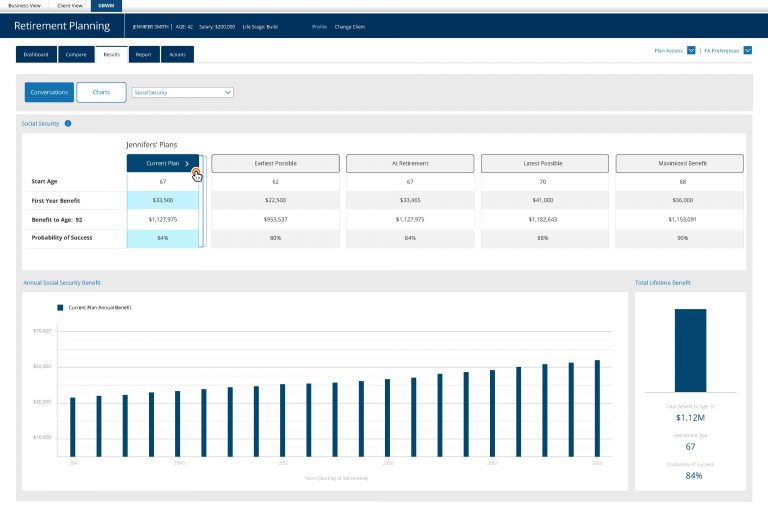 Business View Client View GBWM
Retirement Planning JENNIFER SMITH | AGE: 42 Salary: $200,000 Life Stage: Build Profile Change Client
Dashboard Compare Results Report Actions Plan Actions | FA Preferences
Conversations Charts Social Security
Social Security
Jennifers' Plans
Current Plan Earliest Possible At Retirement Latest Possible Maximized Benefit
Start Age 67 62 67 70 68
First Year Benefit $33,500 $22,500 $33,465 $41,000 $36,000
Benefit to Age: 92 $1,127,975 $953,537 $1,127,975 $1,182,643 $1,153,091
Probability of Success 84% 80% 84% 88% 90%
Annual Social Security Benefit Total Lifetime Benefit
Current Plan Annual Benefit
$70,000
$50,000
$30,000
$10,000
2041 2046 2051 2056
Years (Starting at Retirement)
Total Benefit to Age 92
$1.12M
Retirement Age
67
Probability of Success
84%